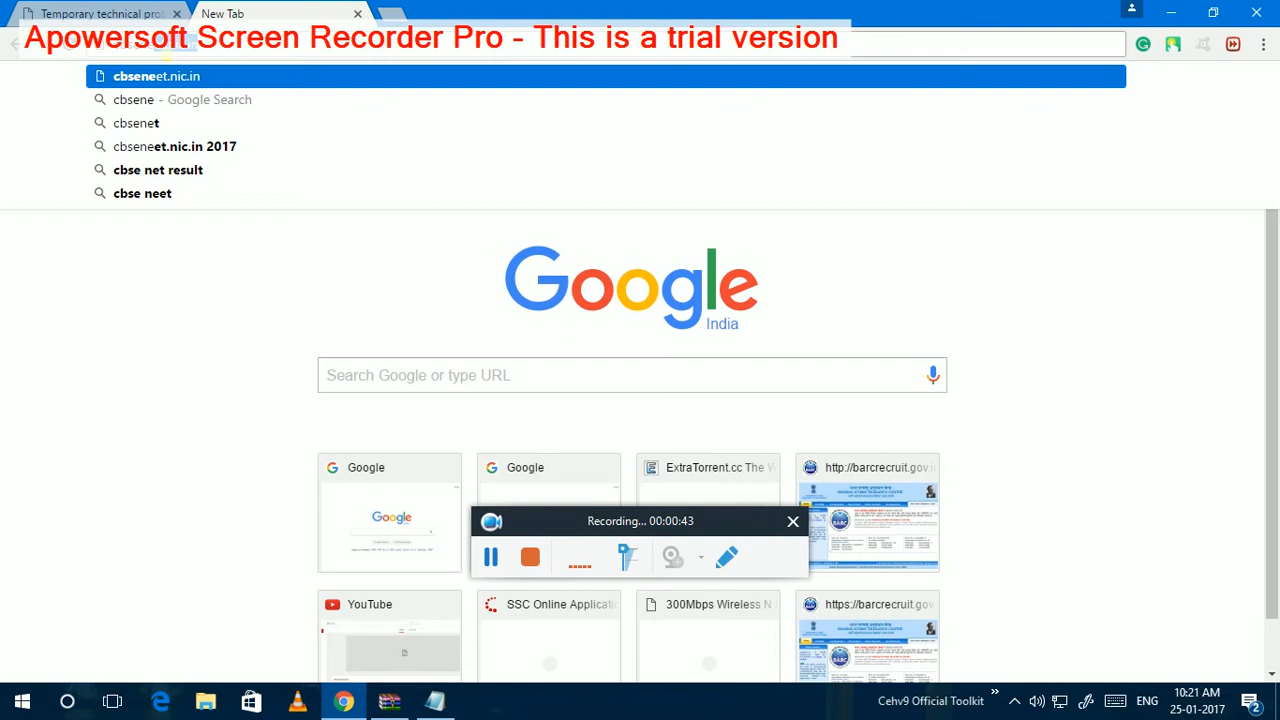 Temporary technical prol
New Tab
Apowersoft Screen Recorder Pro - This is a trial version
cbseneet.nic.in
cbsene - Google Search
cbsenet
cbseneet.nic.in 2017
cbse net result
cbse neet
Google
India
Search Google or type URL
Google
Google
ExtraTorrent.cc The W
http://barcrecruit.gov.i
Google
Recording... 00:00:43
YouTube
SSC Online Applicati
300Mbps Wireless N
https://barcrecruit.gov.
Cehv9 Official Toolkit
ENG
10:21 AM
25-01-2017
2